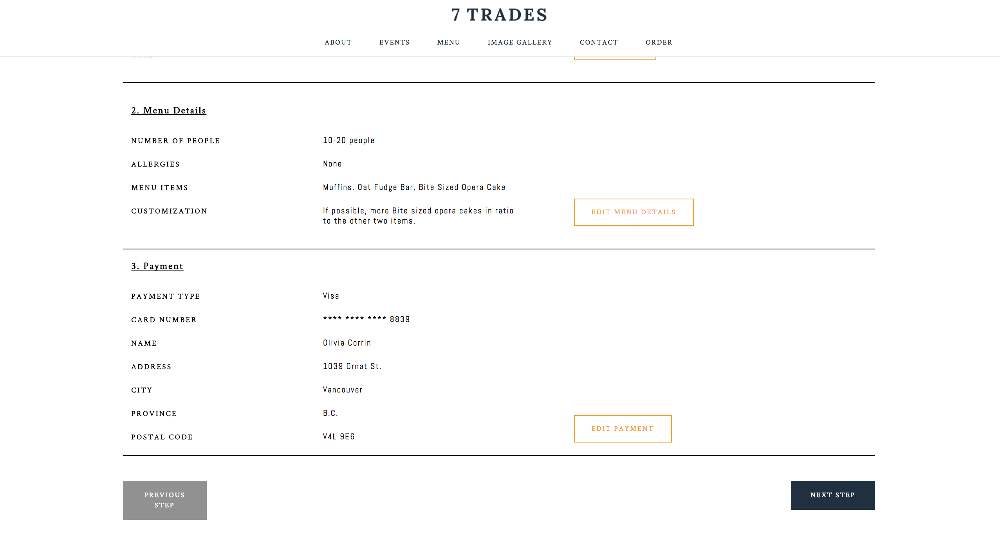 7 TRADES
ABOUT EVENTS MENU IMAGE GALLERY CONTACT ORDER
2. Menu Details
NUMBER OF PEOPLE 10-20 people
ALLERGIES None
MENU ITEMS Muffins, Oat Fudge Bar, Bite Sized Opera Cake
CUSTOMIZATION If possible, more Bite sized opera cakes in ratio
to the other two items.
EDIT MENU DETAILS
3. Payment
PAYMENT TYPE Visa
CARD NUMBER **** **** **** 8839
NAME Olivia Corrin
ADDRESS 1039 Ornat St.
CITY Vancouver
PROVINCE B.C.
EDIT PAYMENT
POSTAL CODE V4L 9E6
PREVIOUS
STEP
NEXT STEP